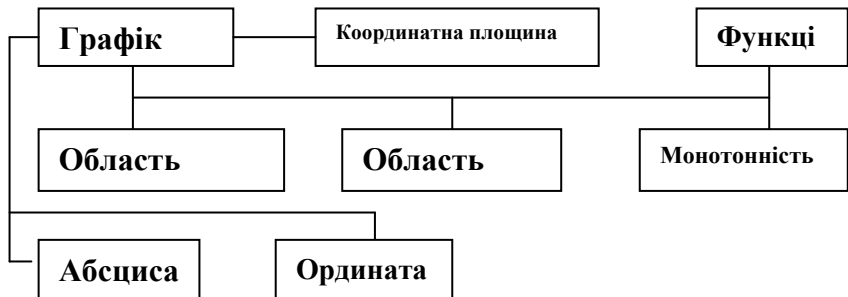 Графік
Координатна площина
Функці
Область
Область
Монотонність
Абсциса
Ордината